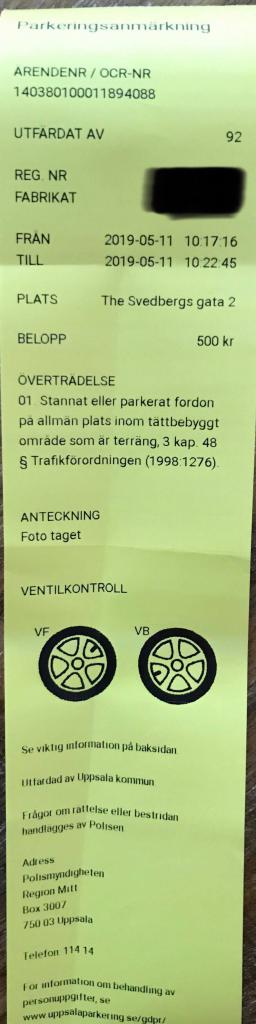 Parkeringsanmärkning
ÄRENDENR / OCR-NR
140380100011894088
UTFÄRDAT AV 92
REG. NR
FABRIKAT
FRÅN 2019-05-11 10:17:16
TILL 2019-05-11 10:22:45
PLATS The Svedbergs gata 2
BELOPP 500 kr
ÖVERTRÄDELSE
01. Stannat eller parkerat fordon
på allmän plats inom tättbebyggt
område som är terräng, 3 kap. 48
§ Trafikförordningen (1998:1276).
ANTECKNING
Foto taget
VENTILKONTROLL
VF VB
Se viktig information på baksidan
Utfärdad av Uppsala kommun
Frågor om rättelse eller bestridan
handlägges av Polisen
Adress
Polismyndigheten
Region Mitt
Box 3007
750 03 Uppsala
Telefon 114 14
För information om behandling av
personuppgifter, se
www.uppsalaparkering.se/gdpr/